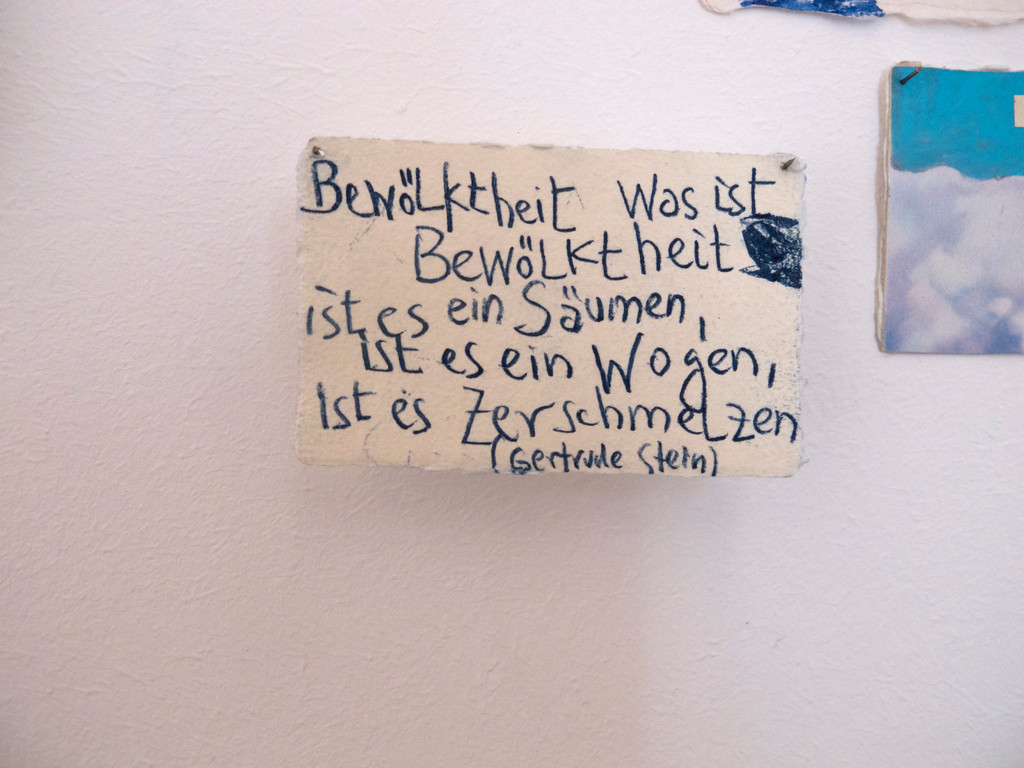 Bewölktheit Was ist
Bewölktheit
ist es ein Säumen,
ist es ein Wogen,
Ist es Zerschmelzen
(Gertrude Stein)